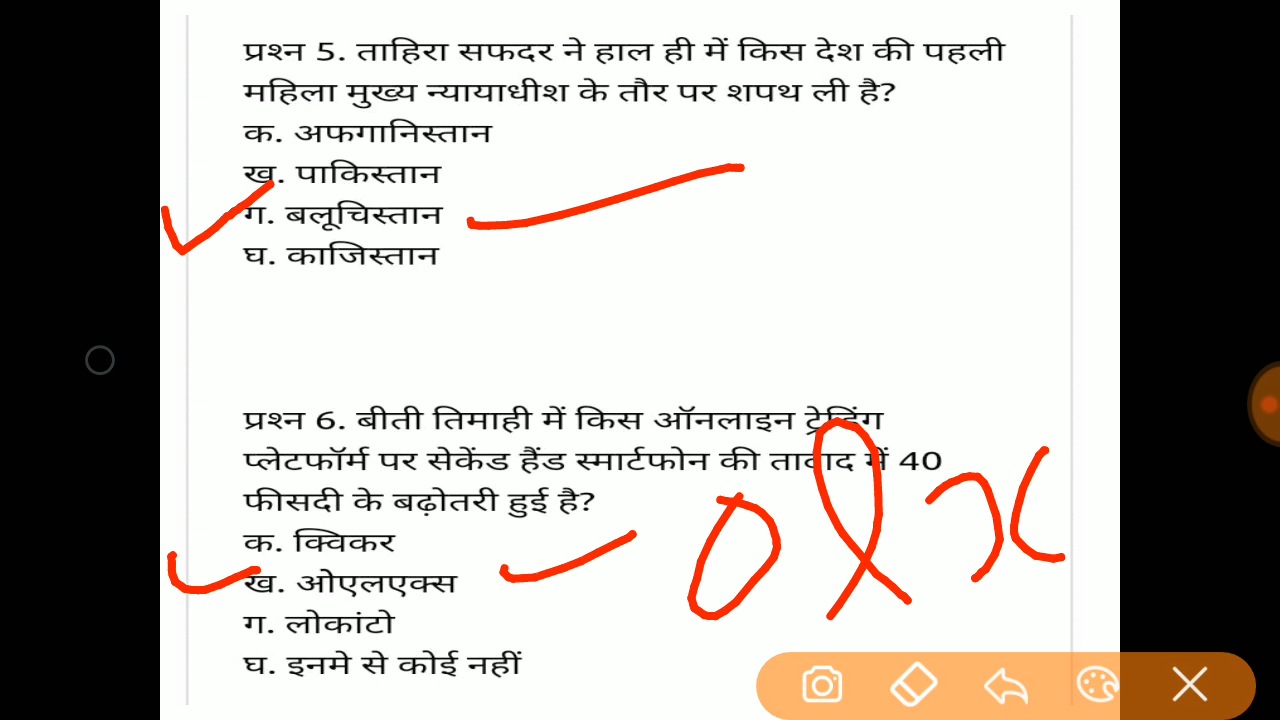 प्रश्न 5. ताहिरा सफदर ने हाल ही में किस देश की पहली
महिला मुख्य न्यायाधीश के तौर पर शपथ ली है?
क. अफगानिस्तान
ख. पाकिस्तान
ग. बलूचिस्तान
घ. काजिस्तान
प्रश्न 6. बीती तिमाही में किस ऑनलाइन ट्रेडिंग
प्लेटफॉर्म पर सेकेंड हैंड स्मार्टफोन की तादाद में 40
फीसदी के बढ़ोतरी हुई है?
क. क्विकर
ख. ओएलएक्स
olx
ग. लोकांटो
घ. इनमे से कोई नहीं